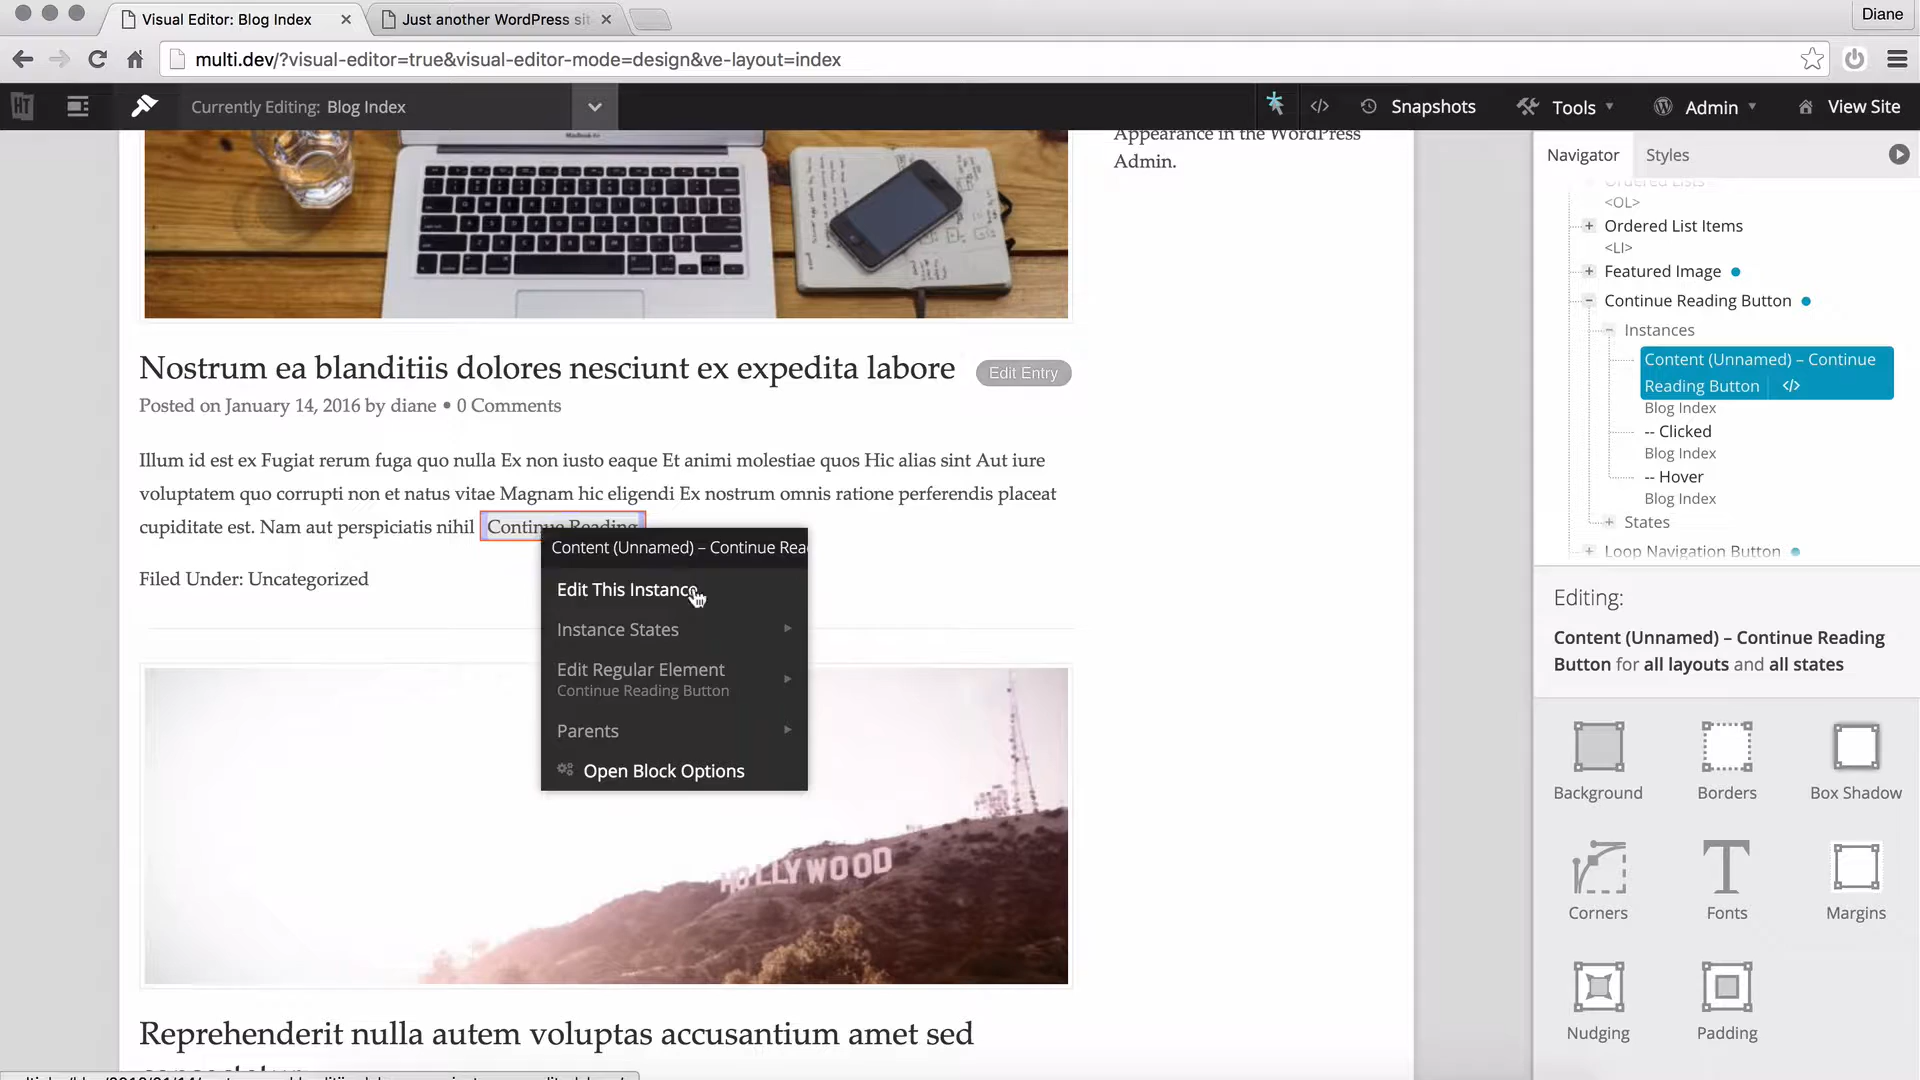 Visual Editor: Blog Index
Just another WordPress sit
Diane
multi.dev/?visual-editor=true&visual-editor-mode=design&ve-layout=index
HT
Currently Editing: Blog Index
</>
Snapshots
Tools
Admin
View Site
Appearance in the WordPress
Admin.
Nostrum ea blanditiis dolores nesciunt ex expedita labore
Edit Entry
Posted on January 14, 2016 by diane • 0 Comments
Illum id est ex Fugiat rerum fuga quo nulla Ex non iusto eaque Et animi molestiae quos Hic alias sint Aut iure
voluptatem quo corrupti non et natus vitae Magnam hic eligendi Ex nostrum omnis ratione perferendis placeat
cupiditate est. Nam aut perspiciatis nihil Continue Reading
Filed Under: Uncategorized
Content (Unnamed) – Continue Rea
Edit This Instance
Instance States
Edit Regular Element
Continue Reading Button
Parents
Open Block Options
HOLLYWOOD
Reprehenderit nulla autem voluptas accusantium amet sed
Navigator
Styles
Ordered Lists
<OL>
Ordered List Items
<LI>
Featured Image
Continue Reading Button
Instances
Content (Unnamed) – Continue
Reading Button </>
Blog Index
-- Clicked
Blog Index
-- Hover
Blog Index
States
Loop Navigation Button
Editing:
Content (Unnamed) – Continue Reading
Button for all layouts and all states
Background
Borders
Box Shadow
Corners
Fonts
Margins
Nudging
Padding